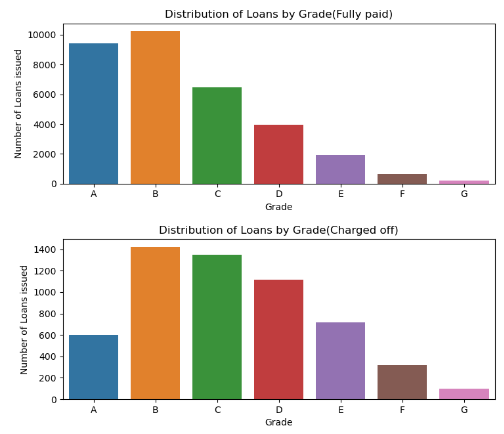 Distribution of Loans by Grade(Fully paid)
10000
8000
6000
4000
2000
0
Number of Loans issued
A B C D E F G
Grade
Distribution of Loans by Grade(Charged off)
1400
1200
1000
800
600
400
200
0
Number of Loans issued
A B C D E F G
Grade